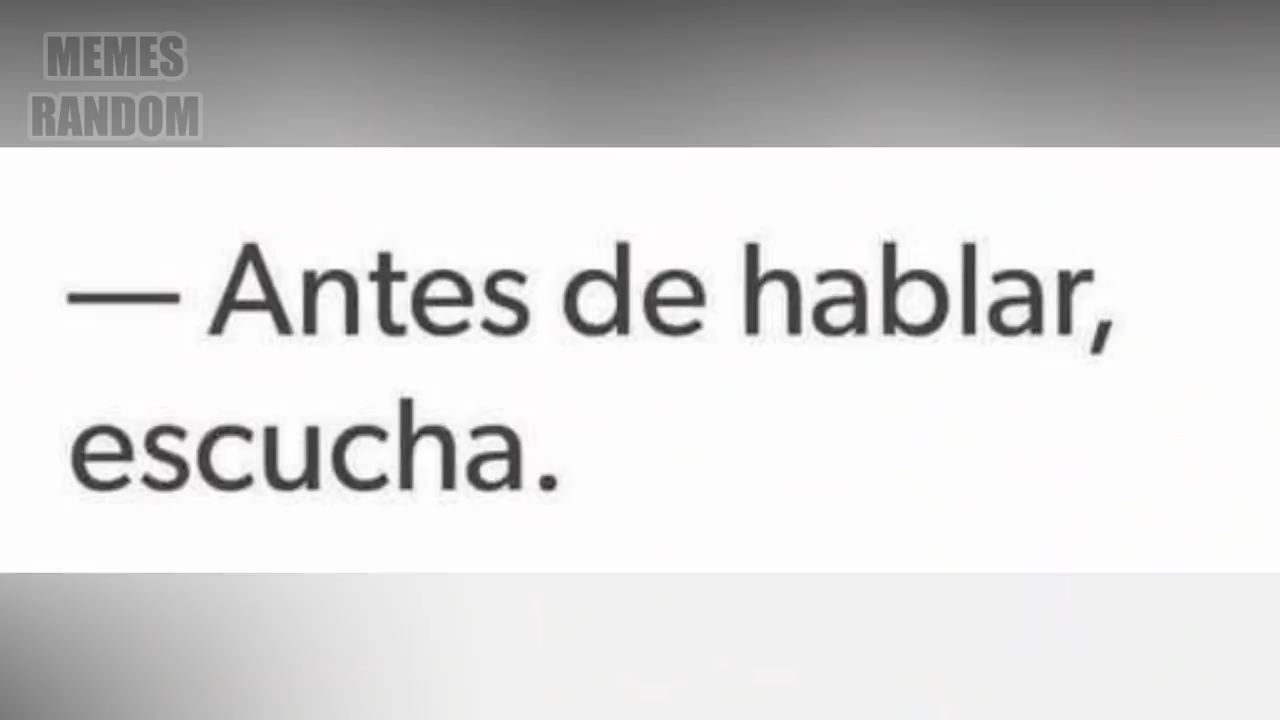 MEMES
RANDOM
— Antes de hablar,
escucha.